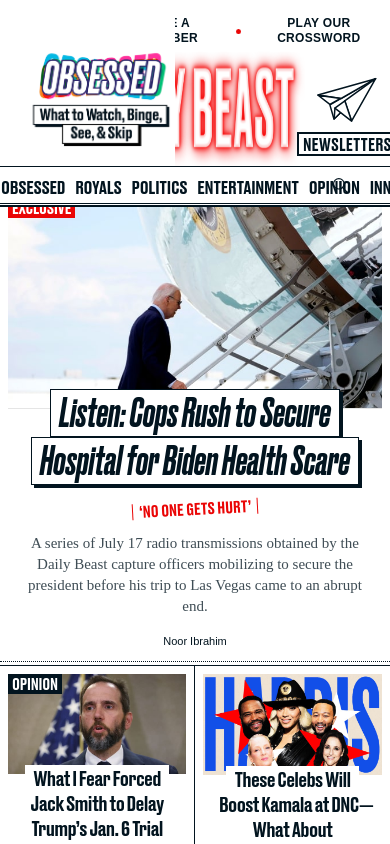 E A
BER
PLAY OUR
CROSSWORD
OBSESSED
What to Watch, Binge,
See, & Skip
Y BEAST
NEWSLETTERS
OBSESSED ROYALS POLITICS ENTERTAINMENT OPINION INN
EXCLUSIVE
Listen: Cops Rush to Secure
Hospital for Biden Health Scare
‘NO ONE GETS HURT’
A series of July 17 radio transmissions obtained by the
Daily Beast capture officers mobilizing to secure the
president before his trip to Las Vegas came to an abrupt
end.
Noor Ibrahim
OPINION
What I Fear Forced
Jack Smith to Delay
Trump’s Jan. 6 Trial
HARRIS
These Celebs Will
Boost Kamala at DNC—
What About